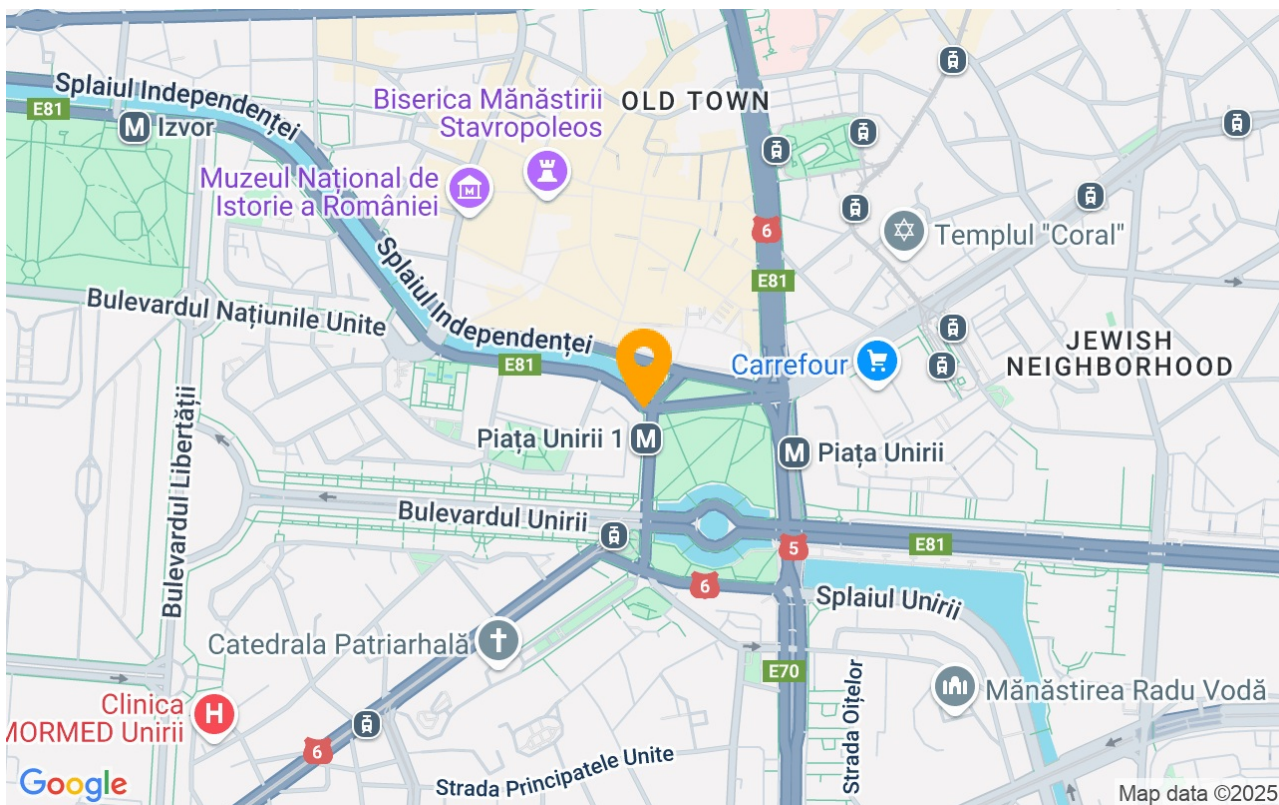 Splaiul Independenței
E81
M Izvor
Biserica Mănăstirii
Stavropoleos
OLD TOWN
Muzeul Național de
Istorie a României
M
6
Templul "Coral"
E81
Splaiul Independenței
Bulevardul Națiunile Unite
JEWISH
NEIGHBORHOOD
E81
Carrefour
Piața Unirii 1 M
M Piața Unirii
Bulevardul Libertății
Bulevardul Unirii
5
E81
6
Splaiul Unirii
Catedrala Patriarhală
E70
Strada Oițelor
Mănăstirea Radu Vodă
Clinica
MORMED Unirii
H
6
Strada Principatele Unite
Google
Map data ©2025